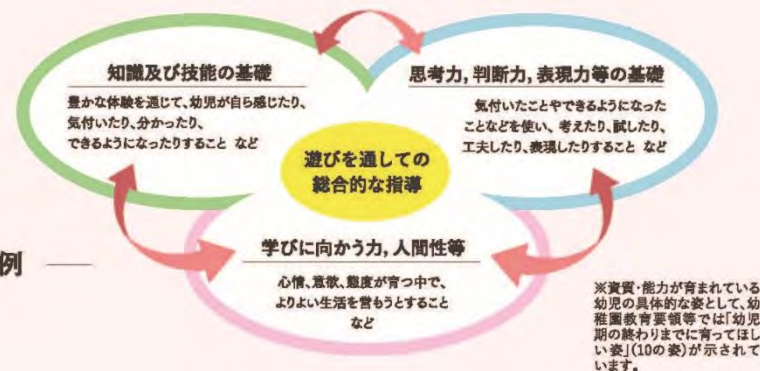 知識及び技能の基礎
豊かな体験を通じて、幼児が自ら感じたり、
気付いたり、分かったり、
できるようになったりすること など
思考力，判断力，表現力等の基礎
気付いたことやできるようになった
ことなどを使い、考えたり、試したり、
工夫したり、表現したりすること など
遊びを通しての
総合的な指導
学びに向かう力，人間性等
心情、意欲、態度が育つ中で、
よりよい生活を営もうとすること
など
例
※資質・能力が育まれている
幼児の具体的な姿として、幼
稚園教育要領等では「幼児
期の終わりまでに育ってほし
い姿」(10の姿)が示されて
います。